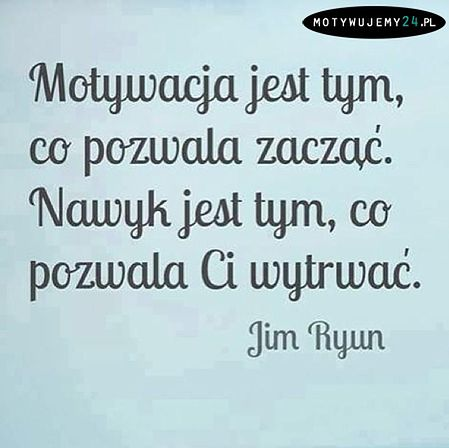 MOTYWUJEMY24.PL
Motywacja jest tym,
co pozwala zacząć.
Nawyk jest tym, co
pozwala Ci wytrwać.
Jim Ryun